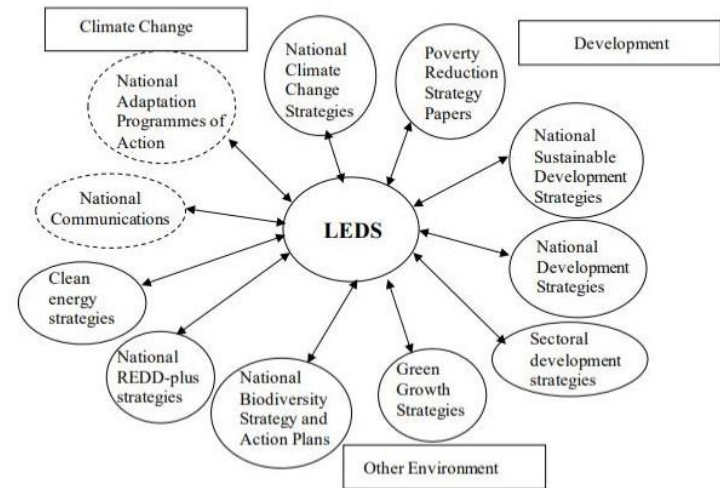 Climate Change
Development
National
Climate
Change
Strategies
Poverty
Reduction
Strategy
Papers
National
Adaptation
Programmes of
Action
National
Sustainable
Development
Strategies
National
Communications
LEDS
National
Development
Strategies
Clean
energy
strategies
Sectoral
development
strategies
National
REDD-plus
strategies
National
Biodiversity
Strategy and
Action Plans
Green
Growth
Strategies
Other Environment